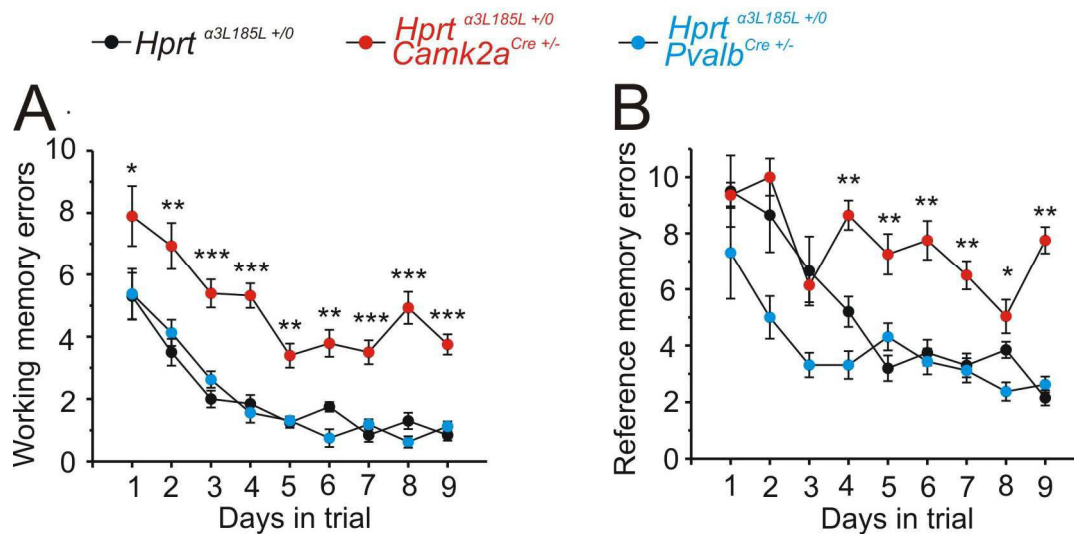 Hprt α3L185L +/0
Hprt α3L185L +/0
Camk2a Cre +/-
Hprt α3L185L +/0
Pvalb Cre +/-
A
Working memory errors
10
8
6
4
2
0
* ** *** *** ** ** *** *** ***
1 2 3 4 5 6 7 8 9
Days in trial
B
Reference memory errors
10
8
6
4
2
0
** ** ** ** * **
1 2 3 4 5 6 7 8 9
Days in trial